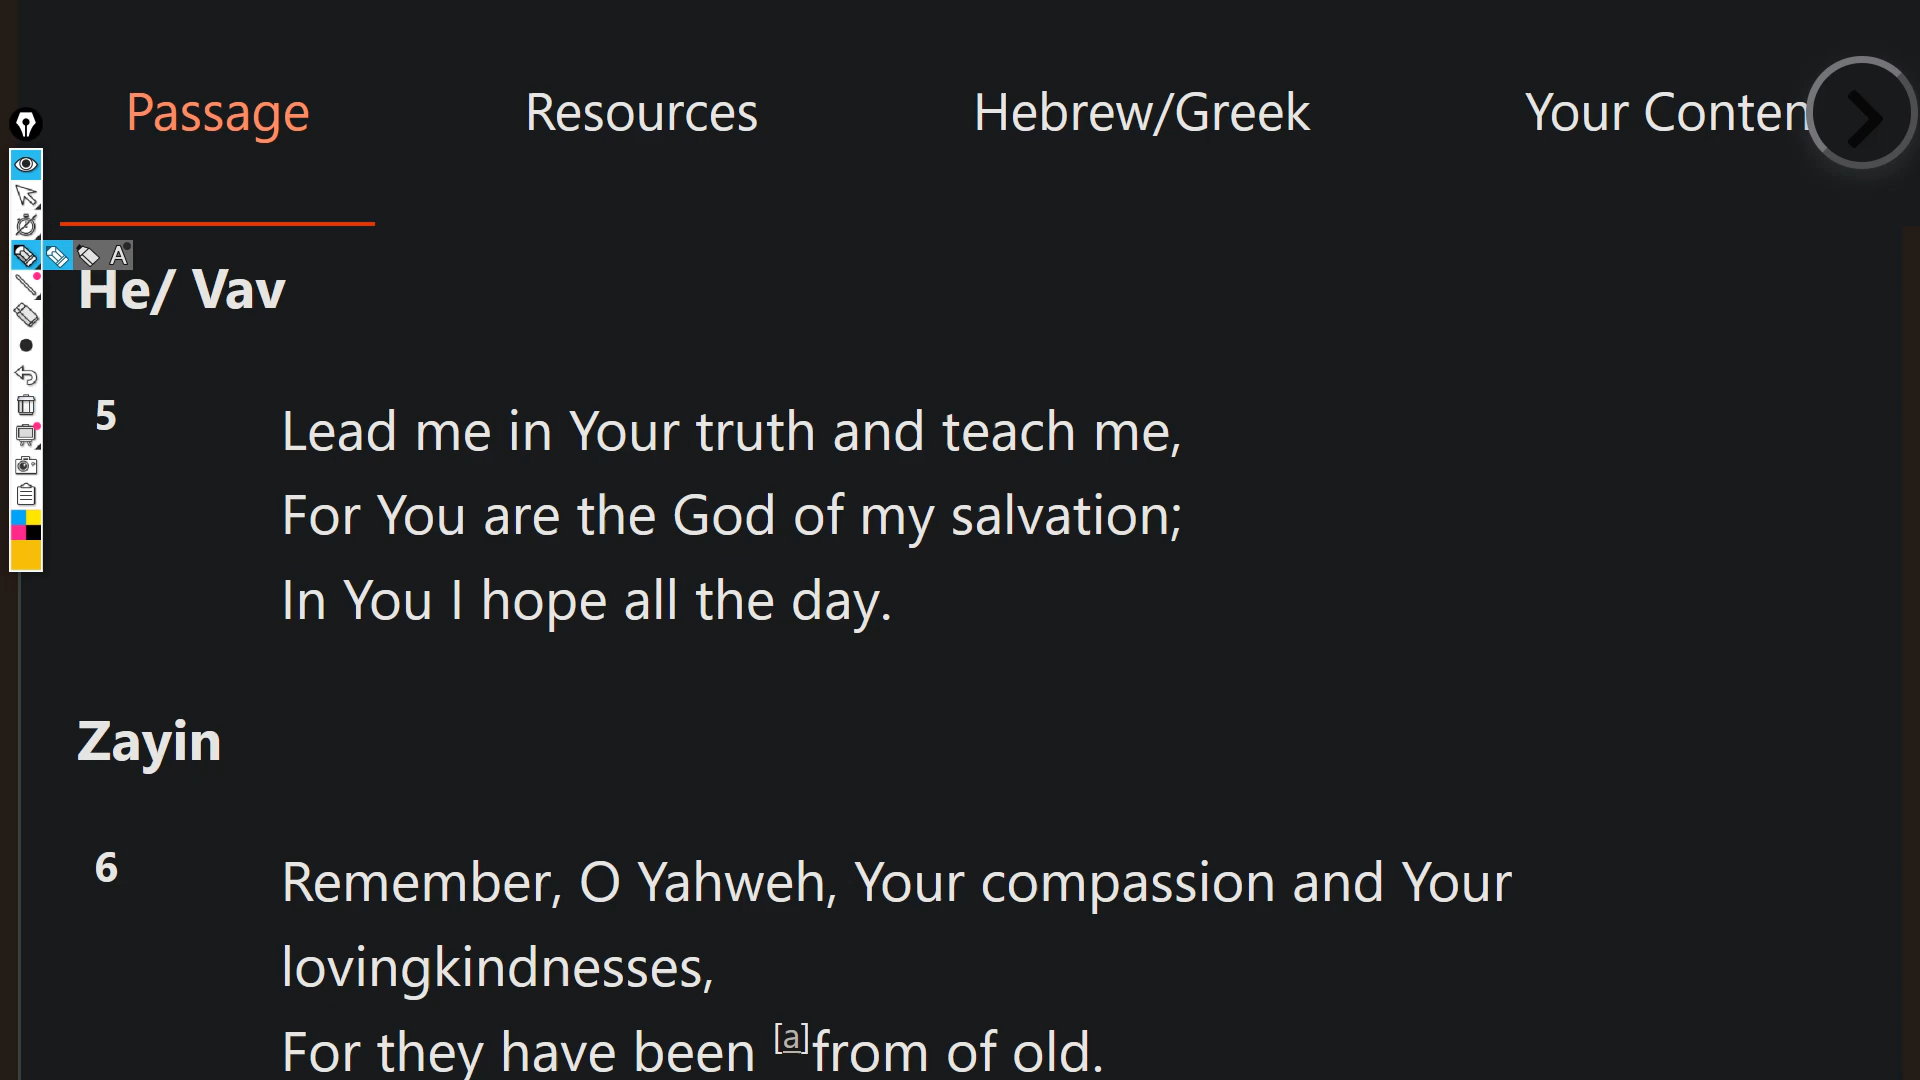 Passage Resources Hebrew/Greek Your Conten
A
He/ Vav
5 Lead me in Your truth and teach me,
For You are the God of my salvation;
In You I hope all the day.
Zayin
6 Remember, O Yahweh, Your compassion and Your
lovingkindnesses,
For they have been [a]from of old.